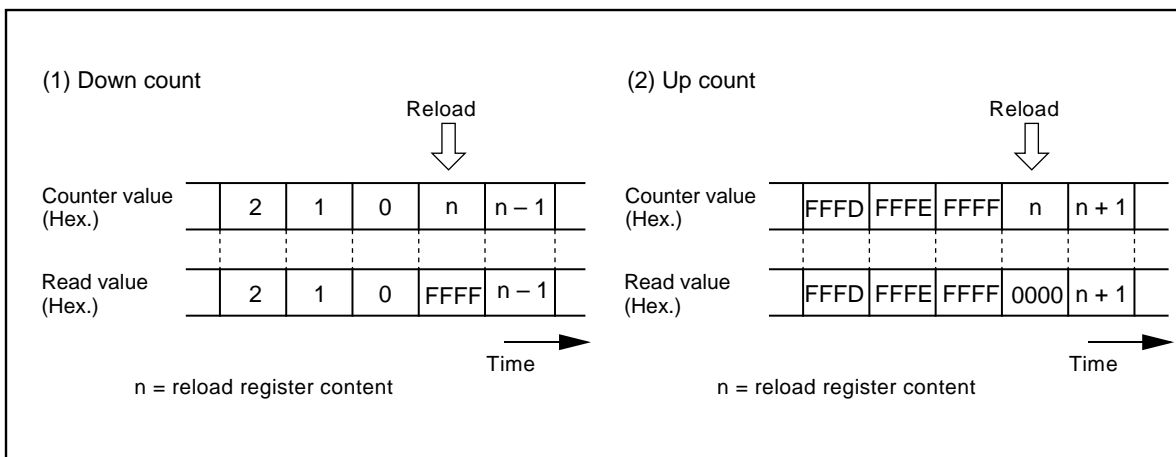 (1) Down count
Reload
Counter value
(Hex.)
2 1 0 n n – 1
Read value
(Hex.)
2 1 0 FFFF n – 1
Time
n = reload register content
(2) Up count
Reload
Counter value
(Hex.)
FFFD FFFE FFFF n n + 1
Read value
(Hex.)
FFFD FFFE FFFF 0000 n + 1
Time
n = reload register content